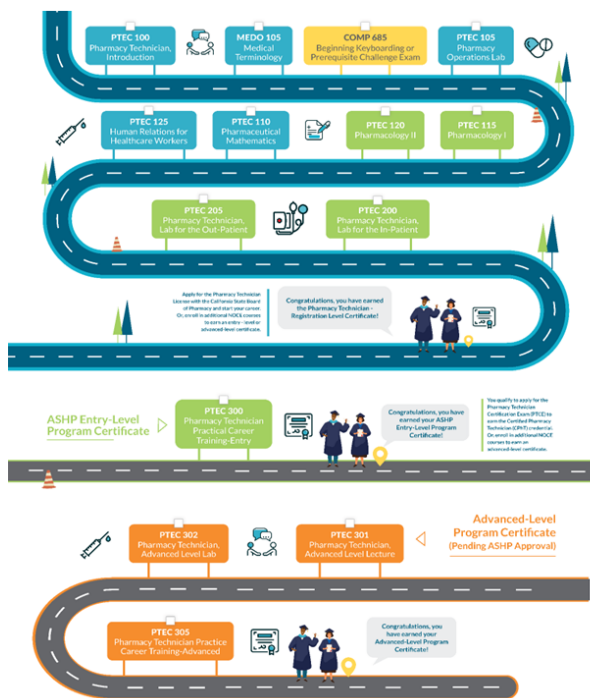 PTEC 100
Pharmacy Technician,
Introduction
MEDO 105
Medical
Terminology
COMP 685
Beginning Keyboarding or
Prerequisite Challenge Exam
PTEC 105
Pharmacy
Operations Lab
PTEC 125
Human Relations for
Healthcare Workers
PTEC 110
Pharmaceutical
Mathematics
PTEC 120
Pharmacology II
PTEC 115
Pharmacology I
PTEC 205
Pharmacy Technician,
Lab for the Out-Patient
PTEC 200
Pharmacy Technician,
Lab for the In-Patient
Apply for the Pharmacy Technician
License with the California State Board
of Pharmacy and start your career.
Or, enroll in additional NOCE courses
to earn an entry-level or
advanced-level certificate.
Congratulations, you have earned
the Pharmacy Technician -
Registration Level Certificate!
ASHP Entry-Level
Program Certificate
PTEC 300
Pharmacy Technician
Practical Career
Training-Entry
Congratulations, you have
earned your ASHP
Entry-Level Program
Certificate!
You qualify to apply for the
Pharmacy Technician
Certification Exam (PTCE) to
earn the Certified Pharmacy
Technician (CPhT) credential.
Or, enroll in additional NOCE
courses to earn an
advanced-level certificate.
PTEC 302
Pharmacy Technician,
Advanced Level Lab
PTEC 301
Pharmacy Technician,
Advanced Level Lecture
Advanced-Level
Program Certificate
(Pending ASHP Approval)
PTEC 305
Pharmacy Technician Practice
Career Training-Advanced
Congratulations, you
have earned your
Advanced-Level Program
Certificate!